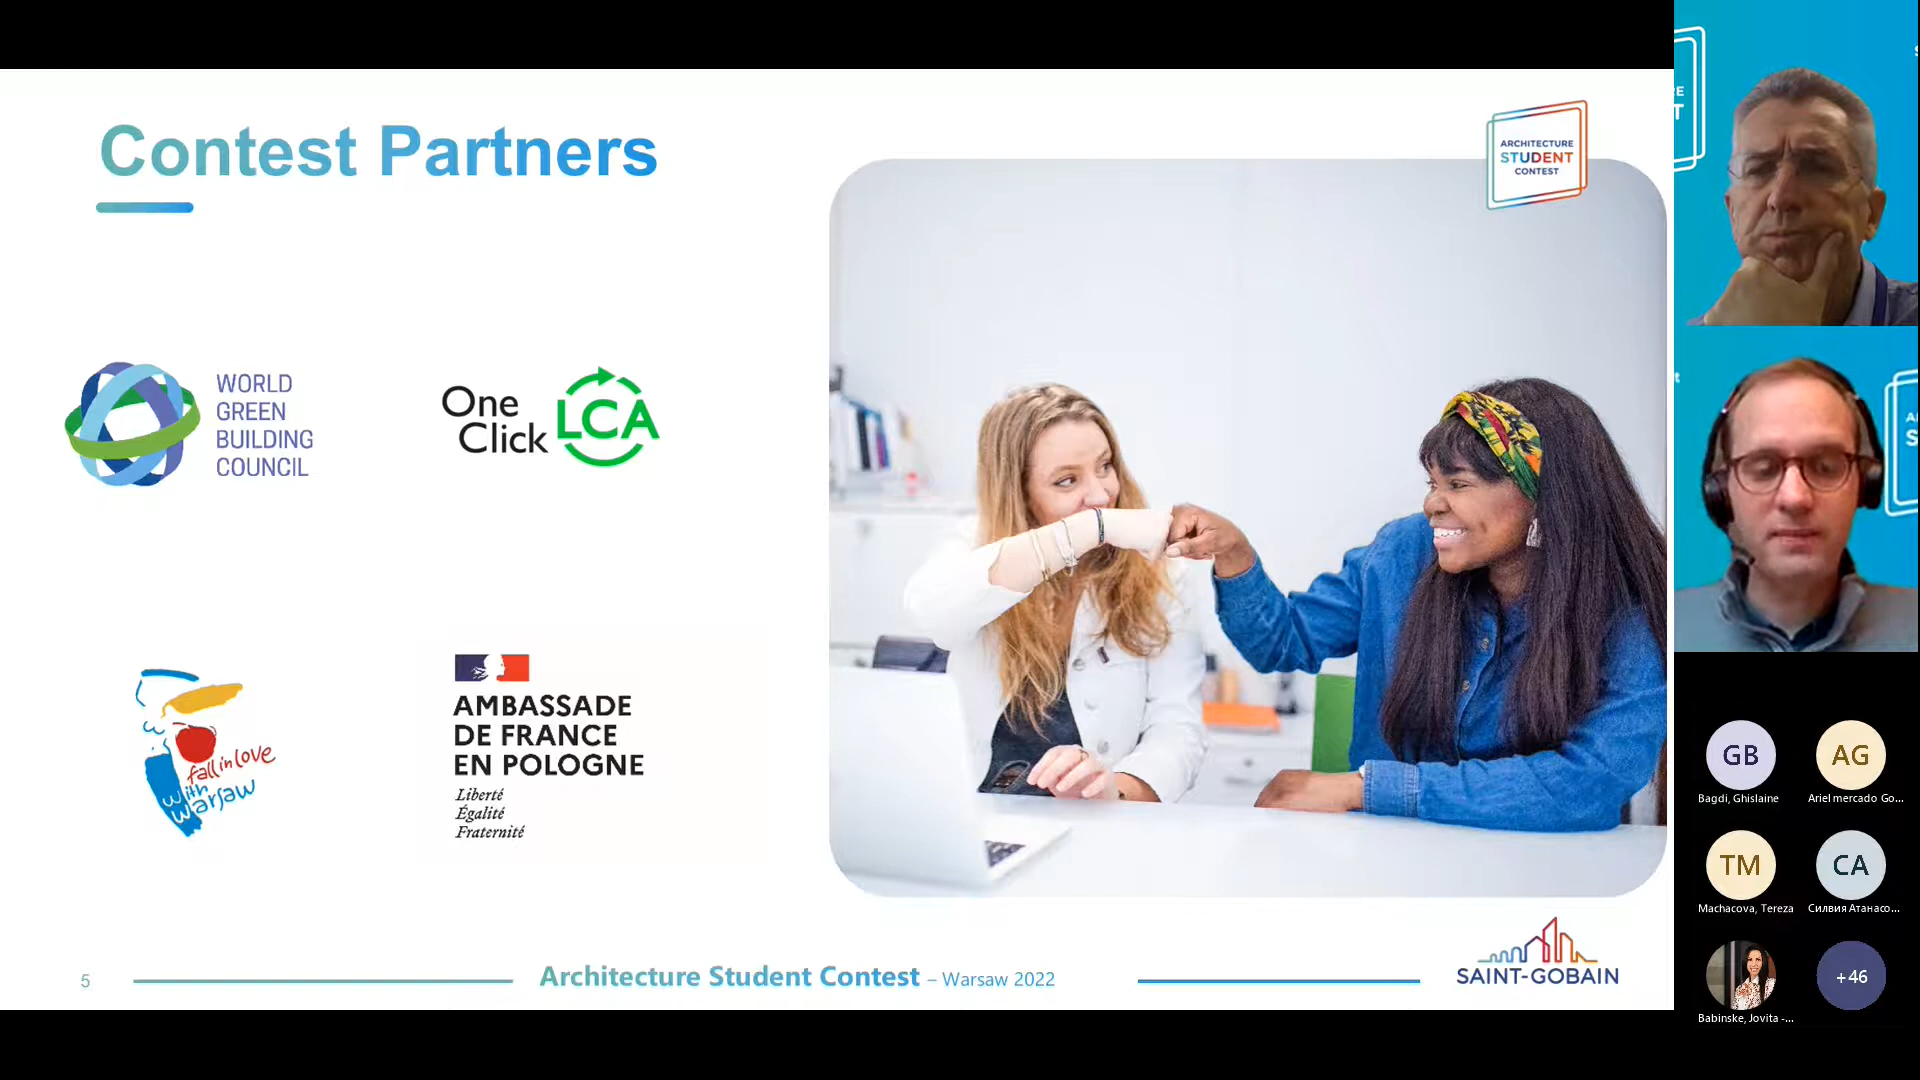 Contest Partners
ARCHITECTURE
STUDENT
CONTEST
WORLD
GREEN
BUILDING
COUNCIL
One
Click
LCA
fall in love
with
warsaw
AMBASSADE
DE FRANCE
EN POLOGNE
Liberté
Égalité
Fraternité
5
Architecture Student Contest – Warsaw 2022
SAINT-GOBAIN
GB
AG
Bagdi, Ghislaine
Ariel mercado Go...
TM
CA
Machacova, Tereza
Силвия Атанасо...
+46
Babinske, Jovita -...